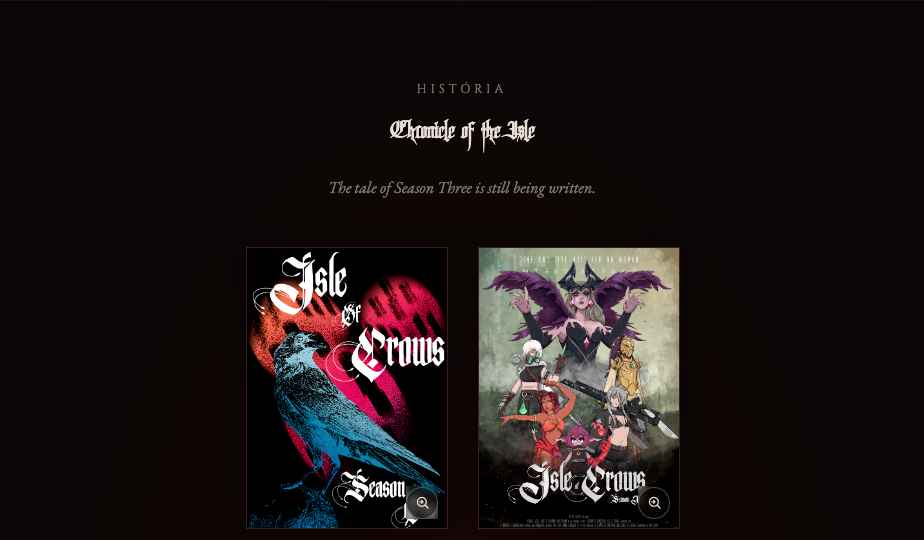 HISTÓRIA
Chronicle of the Isle
The tale of Season Three is still being written.
Isle
Of
Crows
Season
Isle of Crows